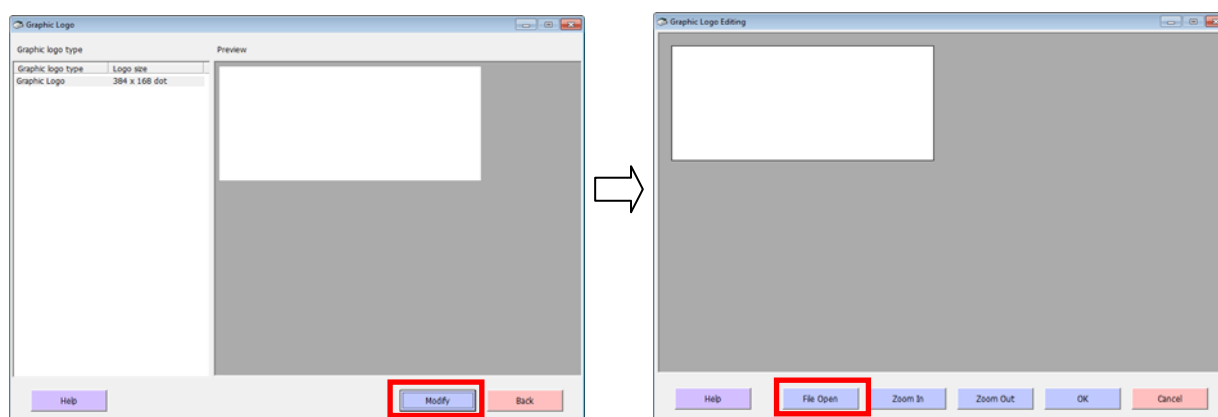 Graphic Logo
Graphic logo type
Preview
Graphic logo type Logo size
Graphic Logo 384 x 168 dot
Help
Modify
Back
Graphic Logo Editing
Help
File Open
Zoom In
Zoom Out
OK
Cancel